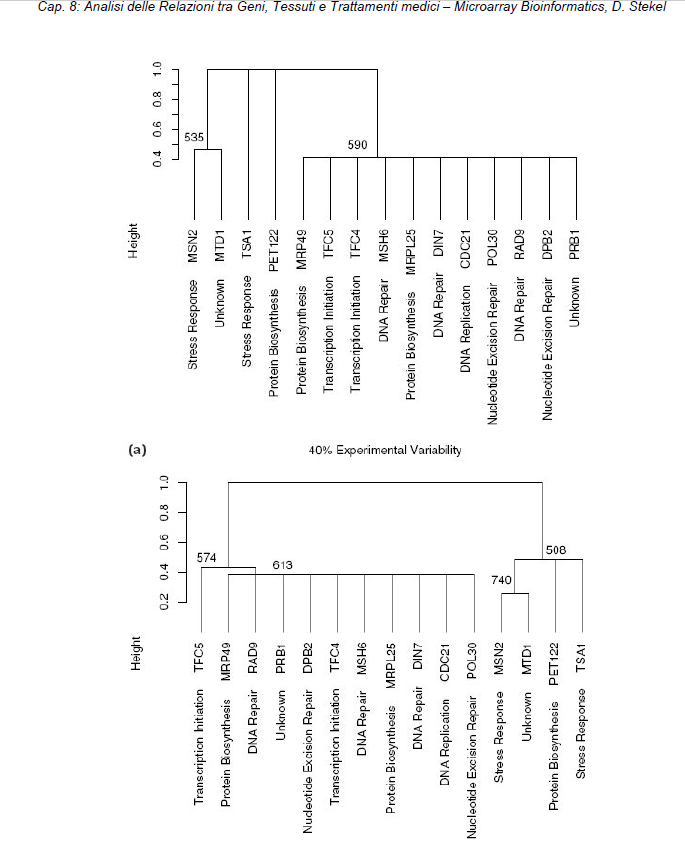 Cap. 8: Analisi delle Relazioni tra Geni, Tessuti e Trattamenti medici – Microarray Bioinformatics, D. Stekel
1.0
0.8
0.6
0.4
Height
535
590
Stress Response MSN2
Unknown MTD1
Stress Response TSA1
Protein Biosynthesis PET122
Protein Biosynthesis MRP49
Transcription Initiation TFC5
Transcription Initiation TFC4
DNA Repair MSH6
Protein Biosynthesis MRPL25
DNA Repair DIN7
DNA Replication CDC21
Nucleotide Excision Repair POL30
DNA Repair RAD9
Nucleotide Excision Repair DPB2
Unknown PRB1
(a)
40% Experimental Variability
1.0
0.8
0.6
0.4
0.2
Height
574
613
508
740
Transcription Initiation TFC5
Protein Biosynthesis MRP49
DNA Repair RAD9
Unknown PRB1
Nucleotide Excision Repair DPB2
Transcription Initiation TFC4
DNA Repair MSH6
Protein Biosynthesis MRPL25
DNA Repair DIN7
DNA Replication CDC21
Nucleotide Excision Repair POL30
Stress Response MSN2
Unknown MTD1
Protein Biosynthesis PET122
Stress Response TSA1